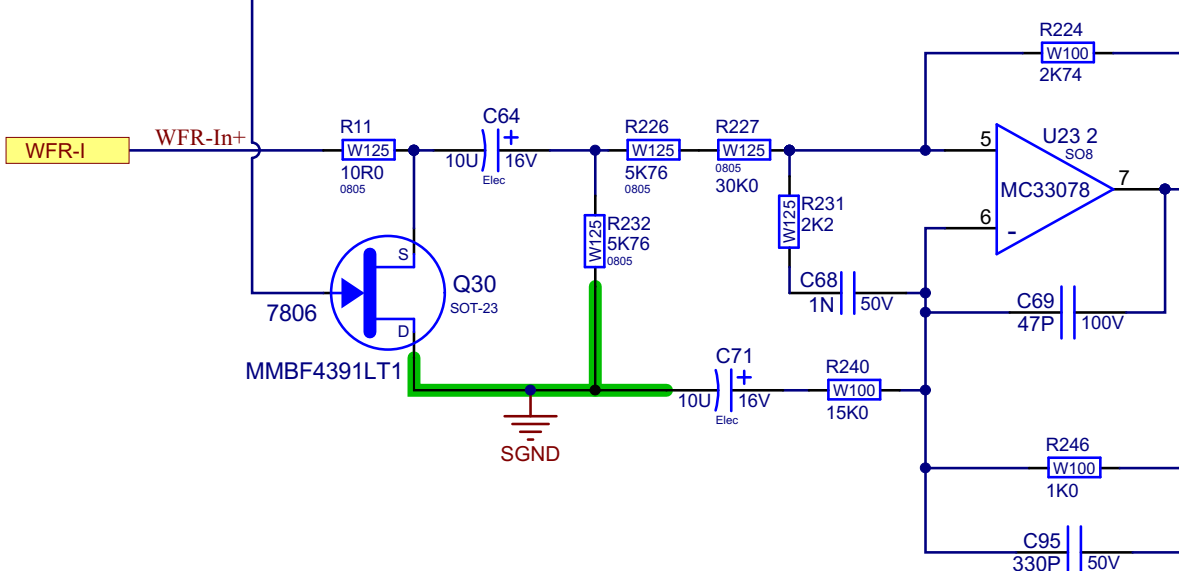 R224
W100
2K74
WFR-I
WFR-In+
R11
W125
10R0
0805
C64
+
10U
16V
Elec
R226
W125
5K76
0805
R227
W125
0805
30K0
5
U23 2
SO8
MC33078
7
6
-
R232
W125
5K76
0805
R231
W125
2K2
S
D
Q30
SOT-23
7806
MMBF4391LT1
C68
1N
50V
C69
47P
100V
C71
+
10U
16V
Elec
R240
W100
15K0
SGND
R246
W100
1K0
C95
330P
50V